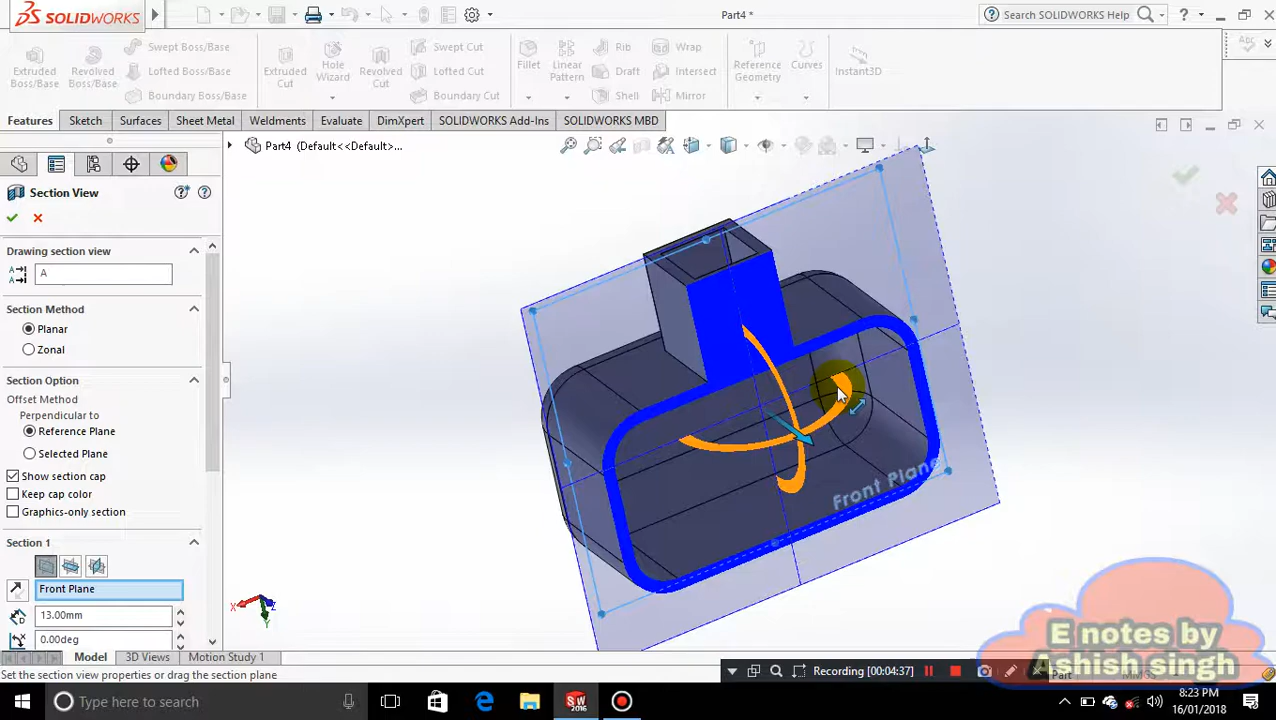 SOLIDWORKS
Part4 *
Search SOLIDWORKS Help
Extruded Boss/Base
Revolved Boss/Base
Swept Boss/Base
Lofted Boss/Base
Boundary Boss/Base
Extruded Cut
Hole Wizard
Revolved Cut
Swept Cut
Lofted Cut
Boundary Cut
Fillet
Linear Pattern
Rib
Draft
Shell
Wrap
Intersect
Mirror
Reference Geometry
Curves
Instant3D
Features
Sketch
Surfaces
Sheet Metal
Weldments
Evaluate
DimXpert
SOLIDWORKS Add-Ins
SOLIDWORKS MBD
Part4 (Default<<Default>...
Section View
Drawing section view
A
Section Method
Planar
Zonal
Section Option
Offset Method
Perpendicular to
Reference Plane
Selected Plane
Show section cap
Keep cap color
Graphics-only section
Section 1
Front Plane
13.00mm
0.00deg
Front Plane
X
Z
Y
Model
3D Views
Motion Study 1
Set the section view properties or drag the section plane
Recording [00:04:37]
E notes by
Ashish singh
Type here to search
8:23 PM
16/01/2018